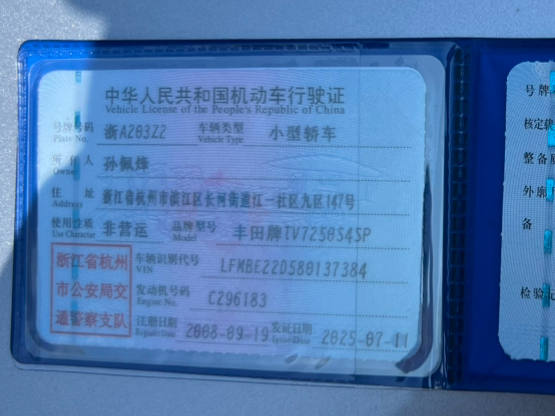 中华人民共和国机动车行驶证
Vehicle License of the People's Republic of China
号牌号码 浙A203Z2 车辆类型 小型轿车
Plate No. Vehicle Type
所有人 孙佩烽
Owner
住址 浙江省杭州市滨江区长河街道江一社区九区147号
Address
使用性质 非营运 品牌型号 丰田牌TV7250S4SP
Use Character Model
浙江省杭州
市公安局交
通警察支队
车辆识别代号 LFMBE22D580137384
VIN
发动机号码 C296183
Engine No.
注册日期 2008-09-19 发证日期 2025-07-11
Register Date Issue Date
号牌
核定载
整备质
外廓
备
检验记